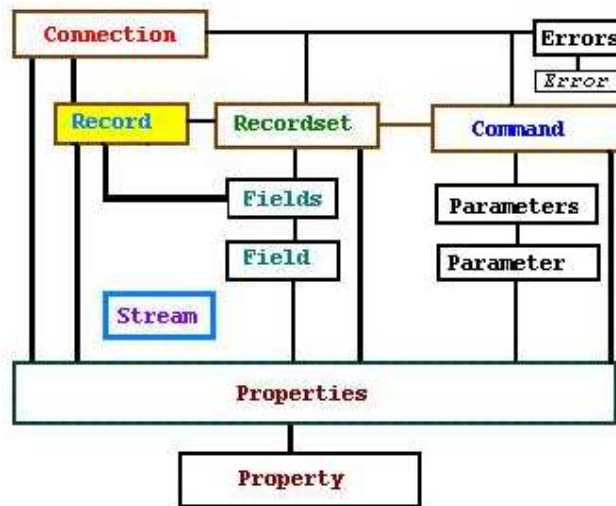 Connection
Errors
Error
Record
Recordset
Command
Fields
Parameters
Field
Parameter
Stream
Properties
Property